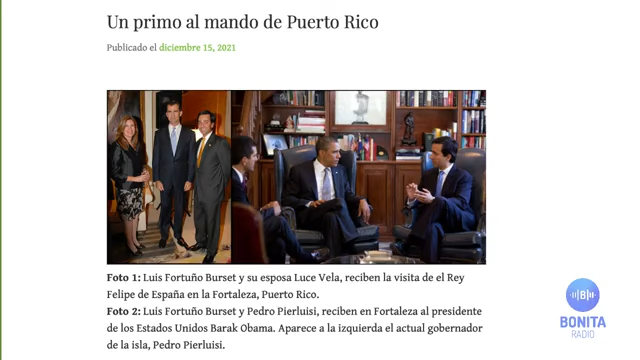 Un primo al mando de Puerto Rico
Publicado el diciembre 15, 2021
Foto 1: Luis Fortuño Burset y su esposa Luce Vela, reciben la visita de el Rey
Felipe de España en la Fortaleza, Puerto Rico.
Foto 2: Luis Fortuño Burset y Pedro Pierluisi, reciben en Fortaleza al presidente
de los Estados Unidos Barak Obama. Aparece a la izquierda el actual gobernador
de la isla, Pedro Pierluisi.
B
BONITA
RADIO